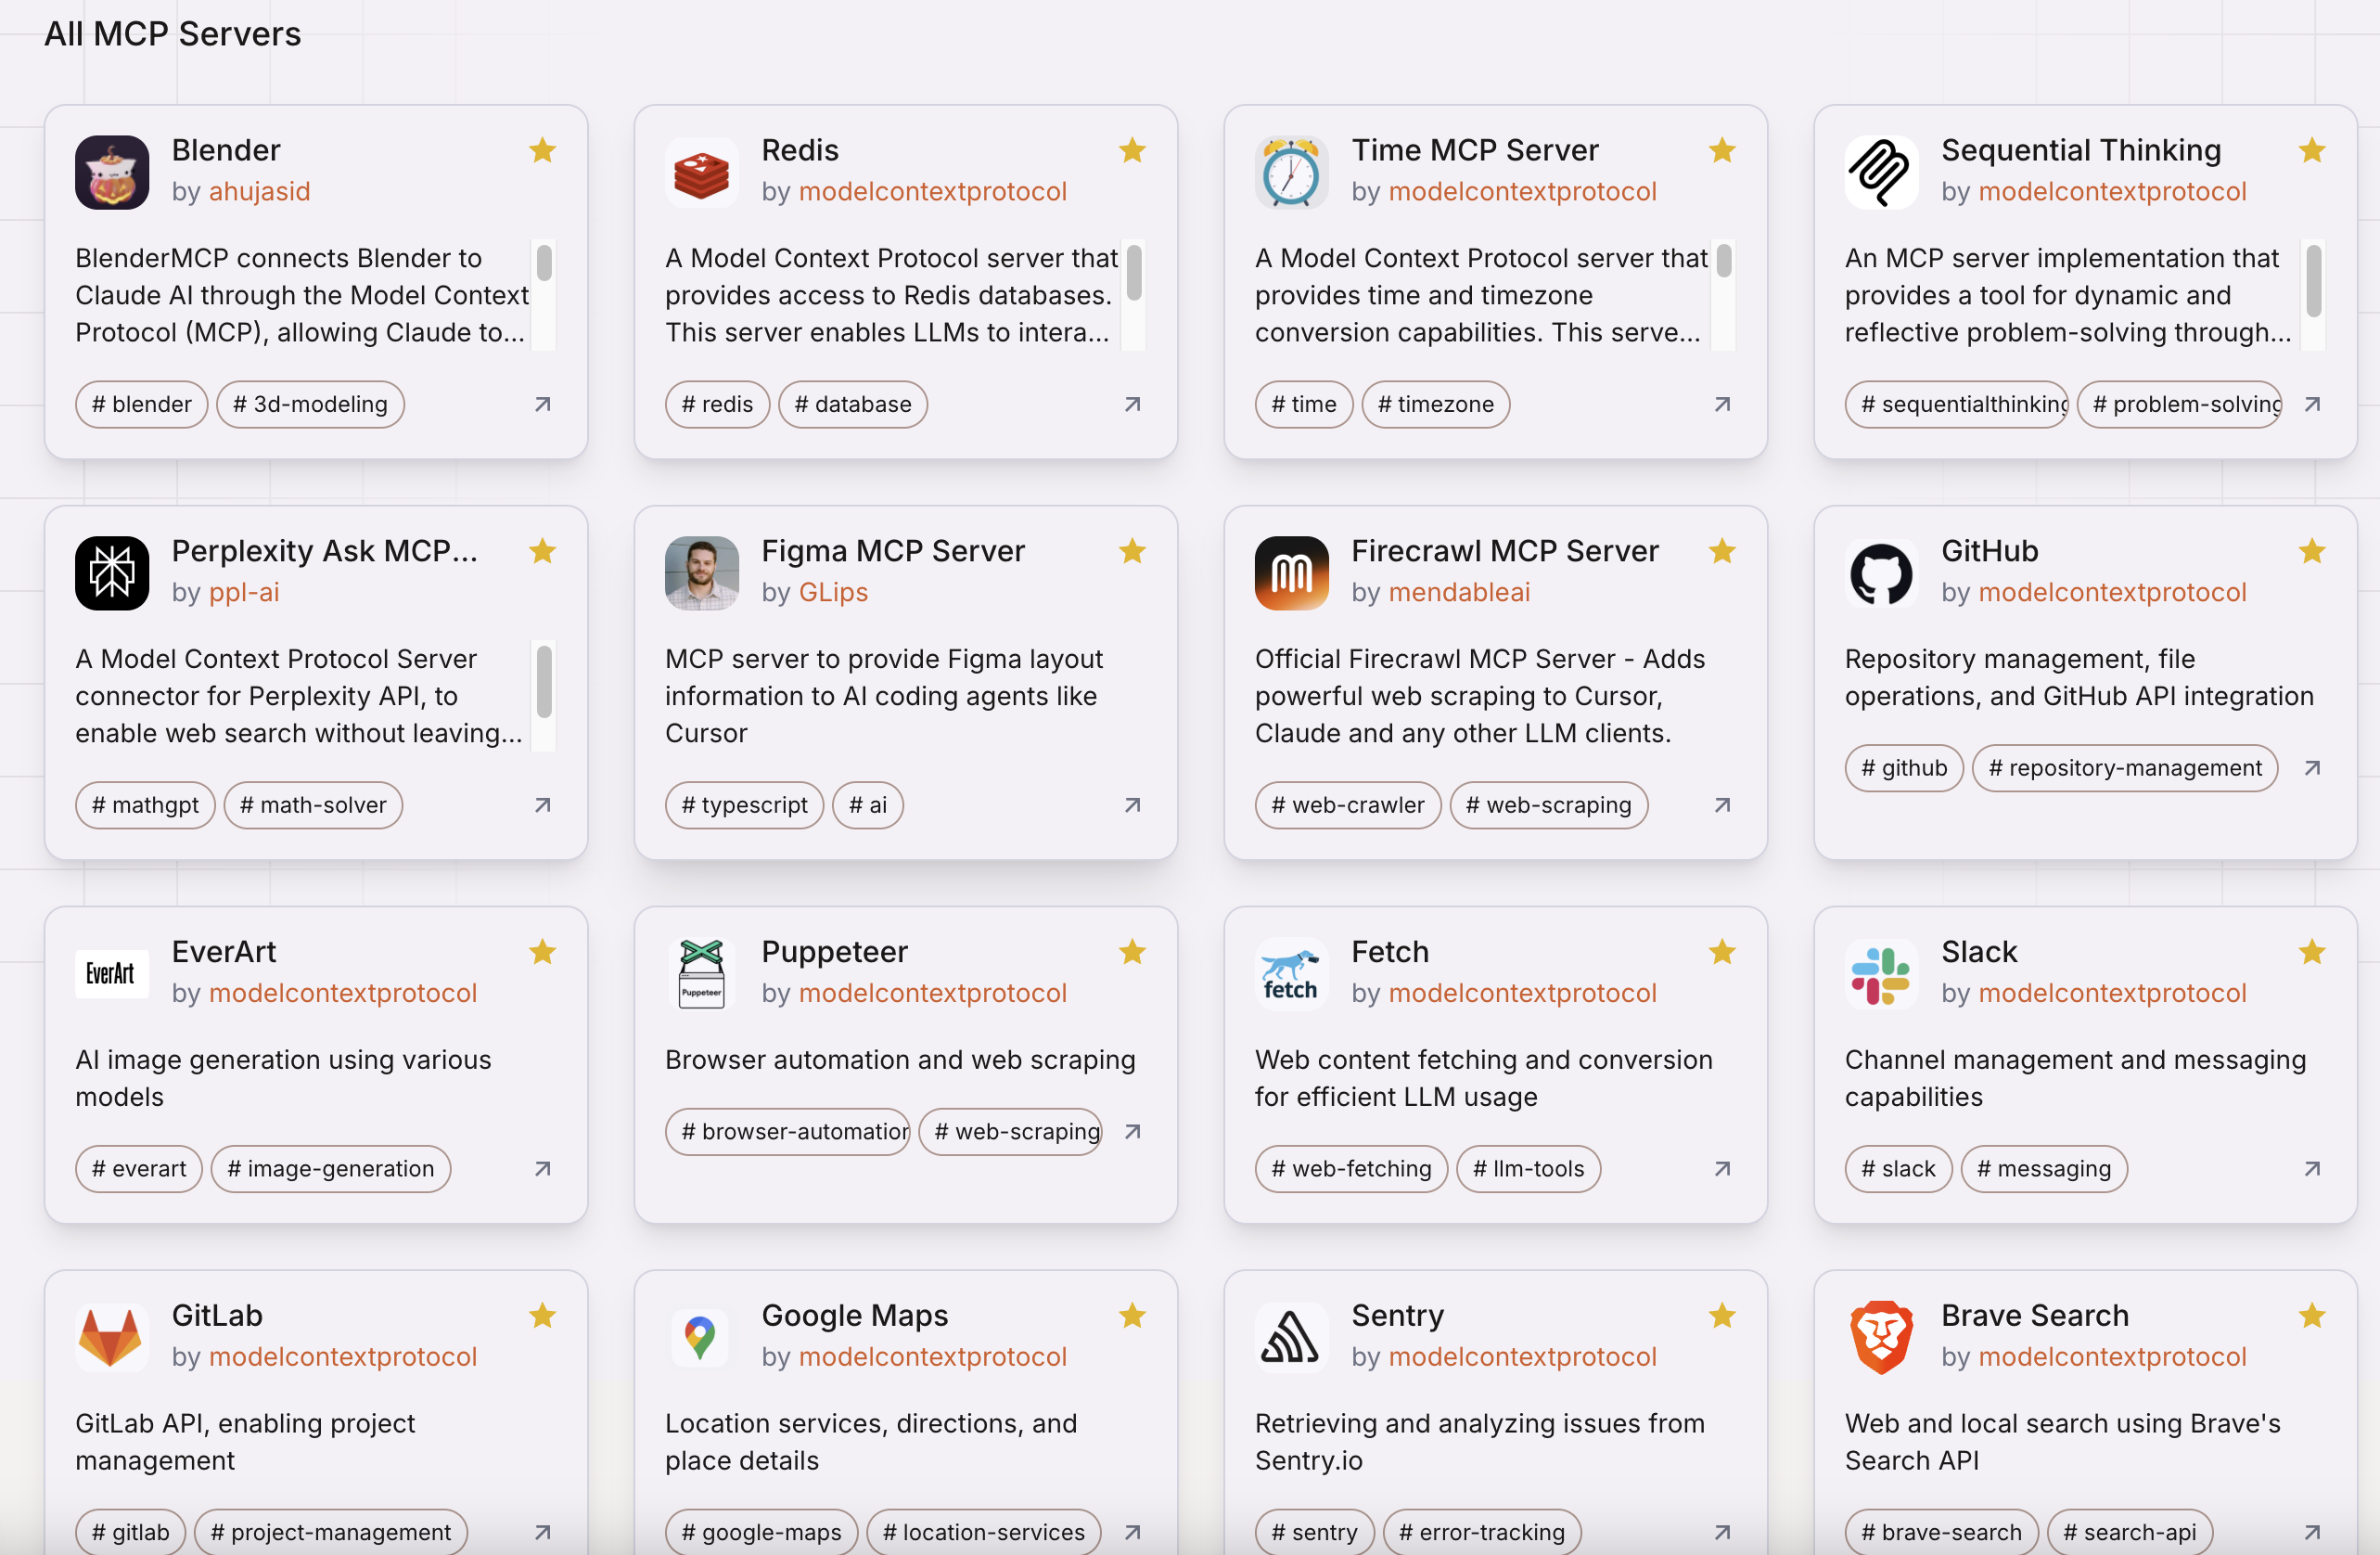 All MCP Servers
Blender
by ahujasid
BlenderMCP connects Blender to
Claude AI through the Model Context
Protocol (MCP), allowing Claude to...
# blender # 3d-modeling
Redis
by modelcontextprotocol
A Model Context Protocol server that
provides access to Redis databases.
This server enables LLMs to intera...
# redis # database
Time MCP Server
by modelcontextprotocol
A Model Context Protocol server that
provides time and timezone
conversion capabilities. This serve...
# time # timezone
Sequential Thinking
by modelcontextprotocol
An MCP server implementation that
provides a tool for dynamic and
reflective problem-solving through...
# sequentialthinking # problem-solving
Perplexity Ask MCP...
by ppl-ai
A Model Context Protocol Server
connector for Perplexity API, to
enable web search without leaving...
# mathgpt # math-solver
Figma MCP Server
by GLips
MCP server to provide Figma layout
information to AI coding agents like
Cursor
# typescript # ai
Firecrawl MCP Server
by mendableai
Official Firecrawl MCP Server - Adds
powerful web scraping to Cursor,
Claude and any other LLM clients.
# web-crawler # web-scraping
GitHub
by modelcontextprotocol
Repository management, file
operations, and GitHub API integration
# github # repository-management
EverArt
EverArt
by modelcontextprotocol
AI image generation using various
models
# everart # image-generation
Puppeteer
Puppeteer
by modelcontextprotocol
Browser automation and web scraping
# browser-automation # web-scraping
fetch
Fetch
by modelcontextprotocol
Web content fetching and conversion
for efficient LLM usage
# web-fetching # llm-tools
Slack
by modelcontextprotocol
Channel management and messaging
capabilities
# slack # messaging
GitLab
by modelcontextprotocol
GitLab API, enabling project
management
# gitlab # project-management
Google Maps
by modelcontextprotocol
Location services, directions, and
place details
# google-maps # location-services
Sentry
by modelcontextprotocol
Retrieving and analyzing issues from
Sentry.io
# sentry # error-tracking
Brave Search
by modelcontextprotocol
Web and local search using Brave's
Search API
# brave-search # search-api